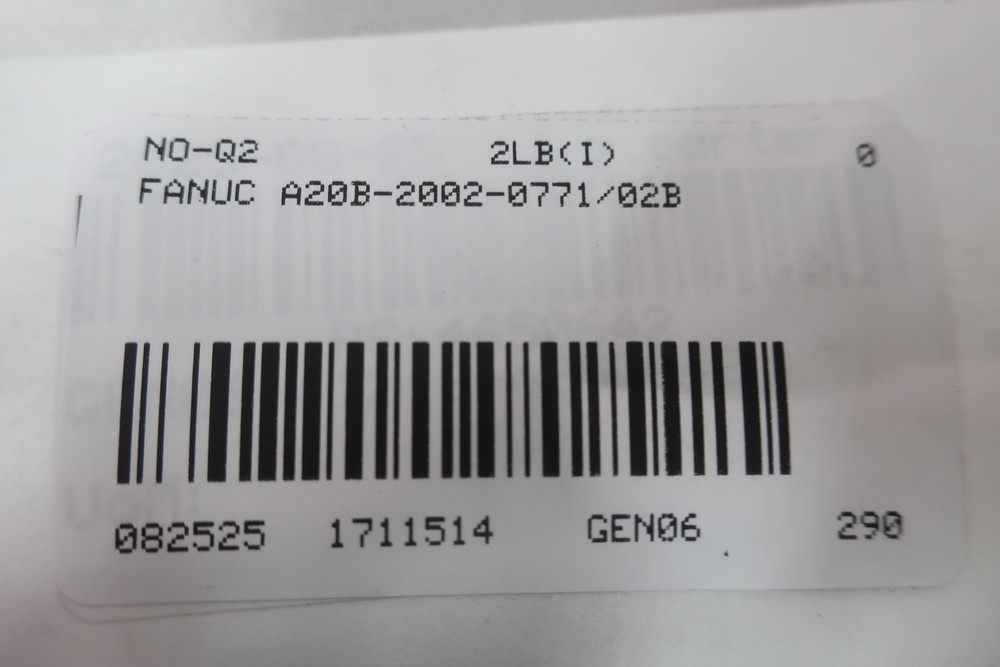 NO-Q2 2LB(I) 0
FANUC A20B-2002-0771/02B
082525 1711514 GEN06 290